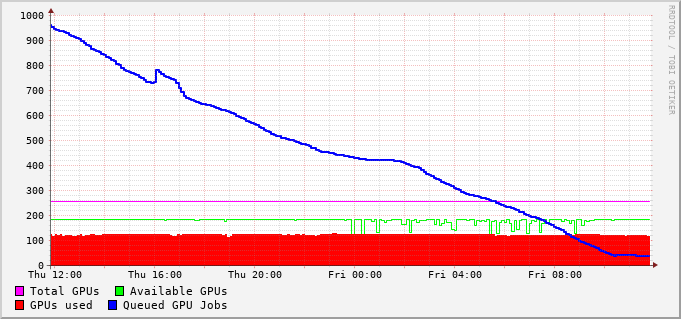 1000
900
800
700
600
500
400
300
200
100
0
Thu 12:00 Thu 16:00 Thu 20:00 Fri 00:00 Fri 04:00 Fri 08:00
Total GPUs Available GPUs
GPUs used Queued GPU Jobs
RRDTOOL / TOBI OETIKER